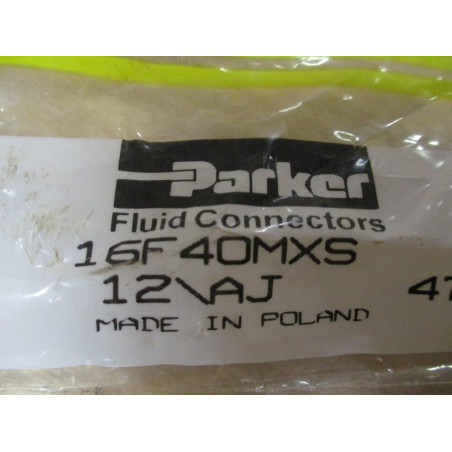 Parker
Fluid Connectors
16F40MXS
12\AJ 47
MADE IN POLAND